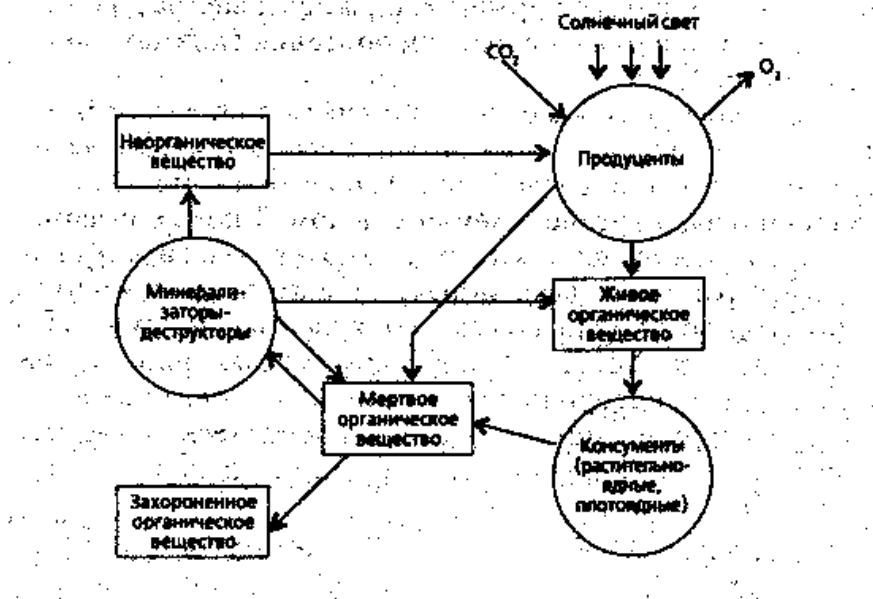 Солнечный свет
CO₂
O₂
Неорганическое
вещество
Продуценты
Минерали-
заторы-
деструкторы
Живое
органическое
вещество
Мертвое
органическое
вещество
Консументы
(растительно-
ядные,
плотоядные)
Захороненное
органическое
вещество